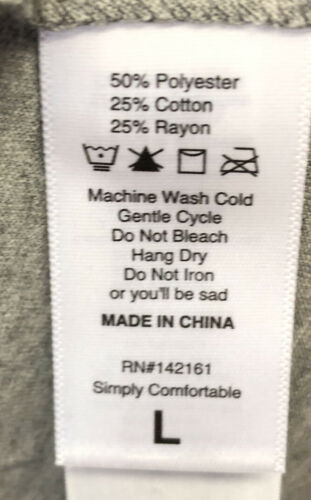 50% Polyester
25% Cotton
25% Rayon
Machine Wash Cold
Gentle Cycle
Do Not Bleach
Hang Dry
Do Not Iron
or you'll be sad
MADE IN CHINA
RN#142161
Simply Comfortable
L